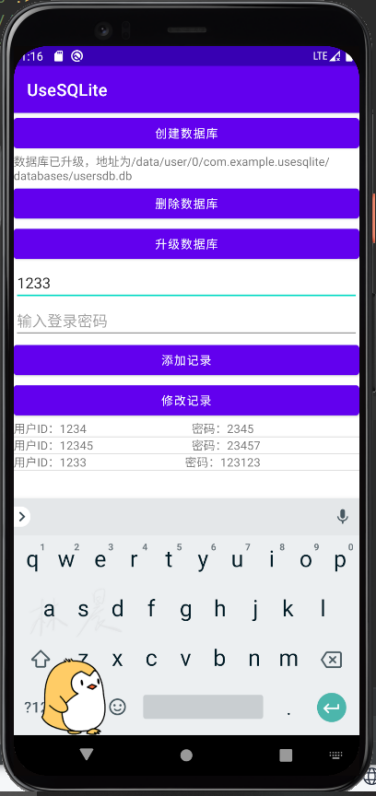 1:16 LTE
UseSQLite
创建数据库
数据库已升级，地址为/data/user/0/com.example.usesqlite/
databases/usersdb.db
删除数据库
升级数据库
1233
输入登录密码
添加记录
修改记录
用户ID：1234 密码：2345
用户ID：12345 密码：23457
用户ID：1233 密码：123123
q w e r t y u i o p
2 3 4 5 6 7 8 9 0
a s d f g h j k l
林晨
z x c v b n m
?12 .